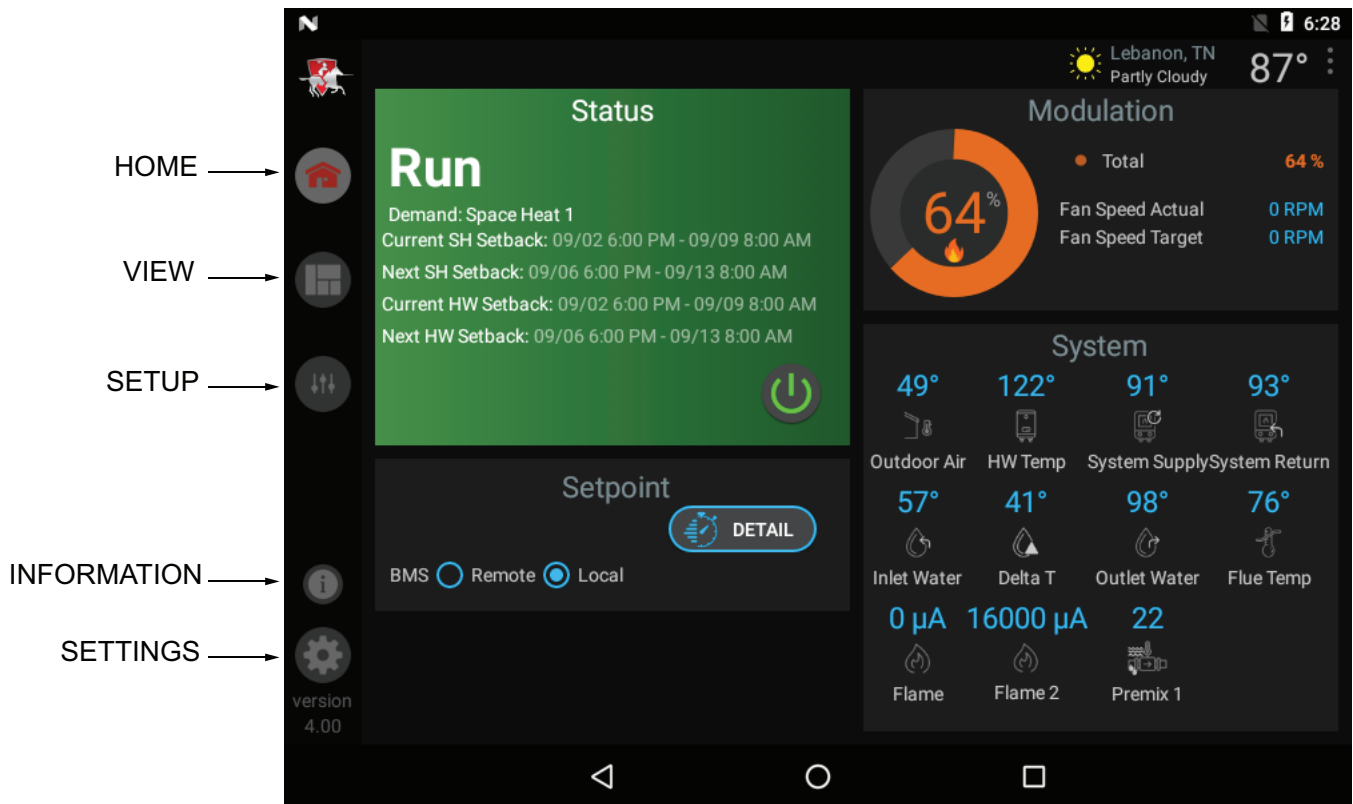 6:28
Lebanon, TN
Partly Cloudy
87°
HOME
VIEW
SETUP
INFORMATION
SETTINGS
version
4.00
Status
Run
Demand: Space Heat 1
Current SH Setback: 09/02 6:00 PM - 09/09 8:00 AM
Next SH Setback: 09/06 6:00 PM - 09/13 8:00 AM
Current HW Setback: 09/02 6:00 PM - 09/09 8:00 AM
Next HW Setback: 09/06 6:00 PM - 09/13 8:00 AM
Setpoint
DETAIL
BMS Remote Local
Modulation
64%
Total 64 %
Fan Speed Actual 0 RPM
Fan Speed Target 0 RPM
System
49° 122° 91° 93°
Outdoor Air HW Temp System Supply System Return
57° 41° 98° 76°
Inlet Water Delta T Outlet Water Flue Temp
0 µA 16000 µA 22
Flame Flame 2 Premix 1